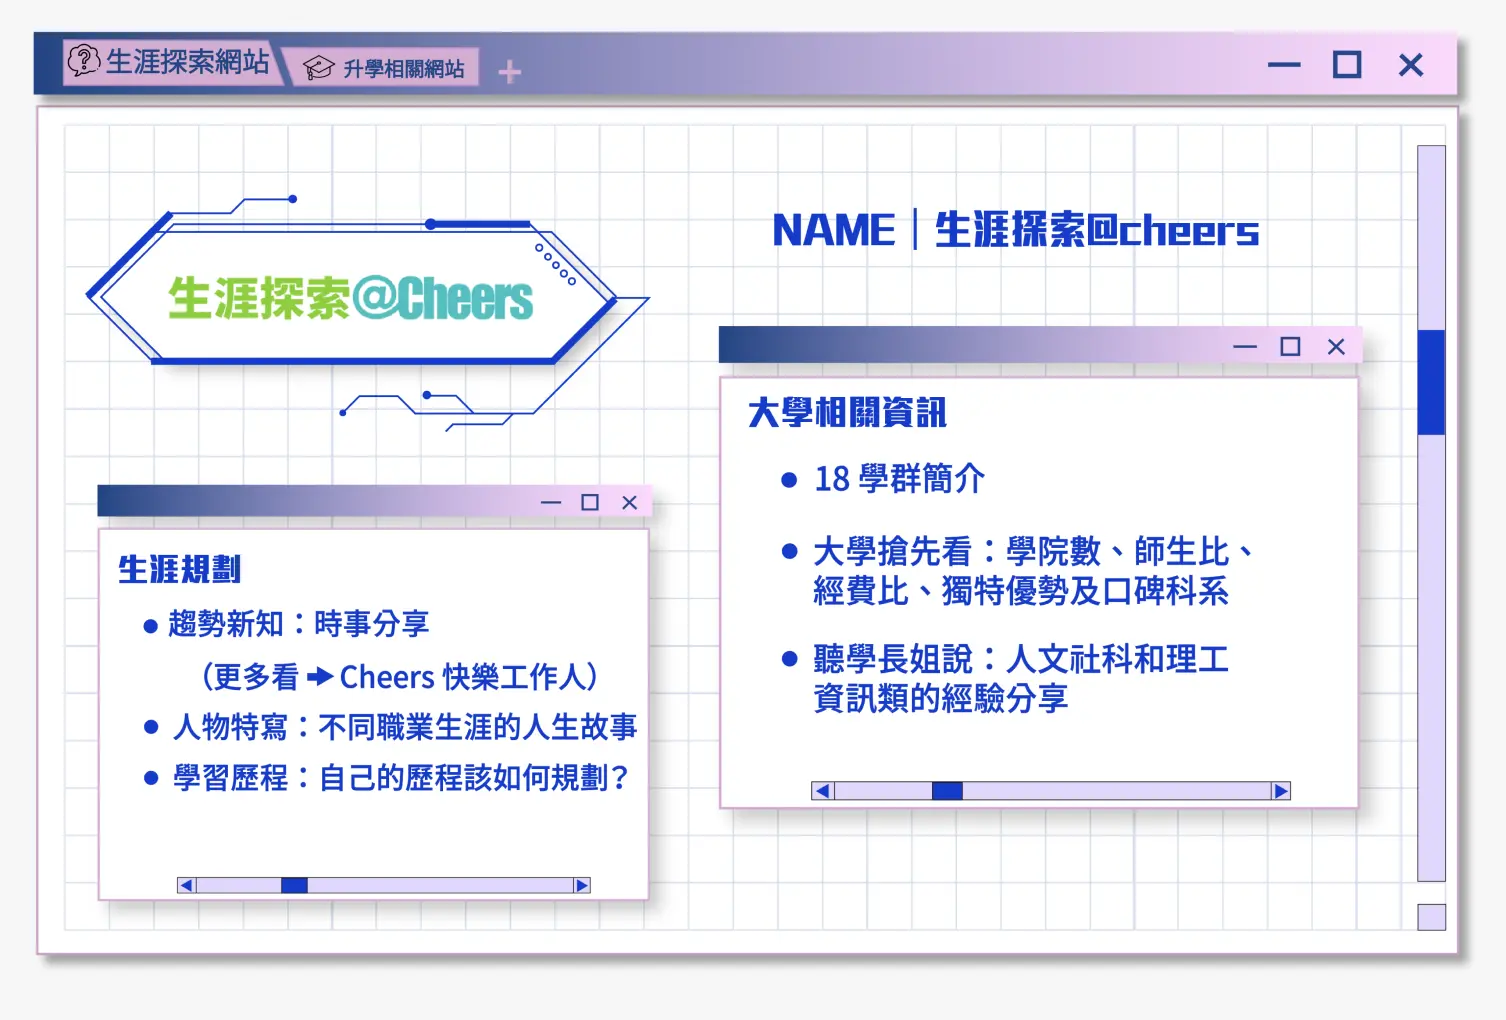 生涯探索網站
升學相關網站
生涯探索@Cheers
NAME｜生涯探索@cheers
生涯規劃
● 趨勢新知：時事分享
（更多看➡Cheers 快樂工作人）
● 人物特寫：不同職業生涯的人生故事
● 學習歷程：自己的歷程該如何規劃？
大學相關資訊
● 18 學群簡介
● 大學搶先看：學院數、師生比、
經費比、獨特優勢及口碑科系
● 聽學長姐說：人文社科和理工
資訊類的經驗分享